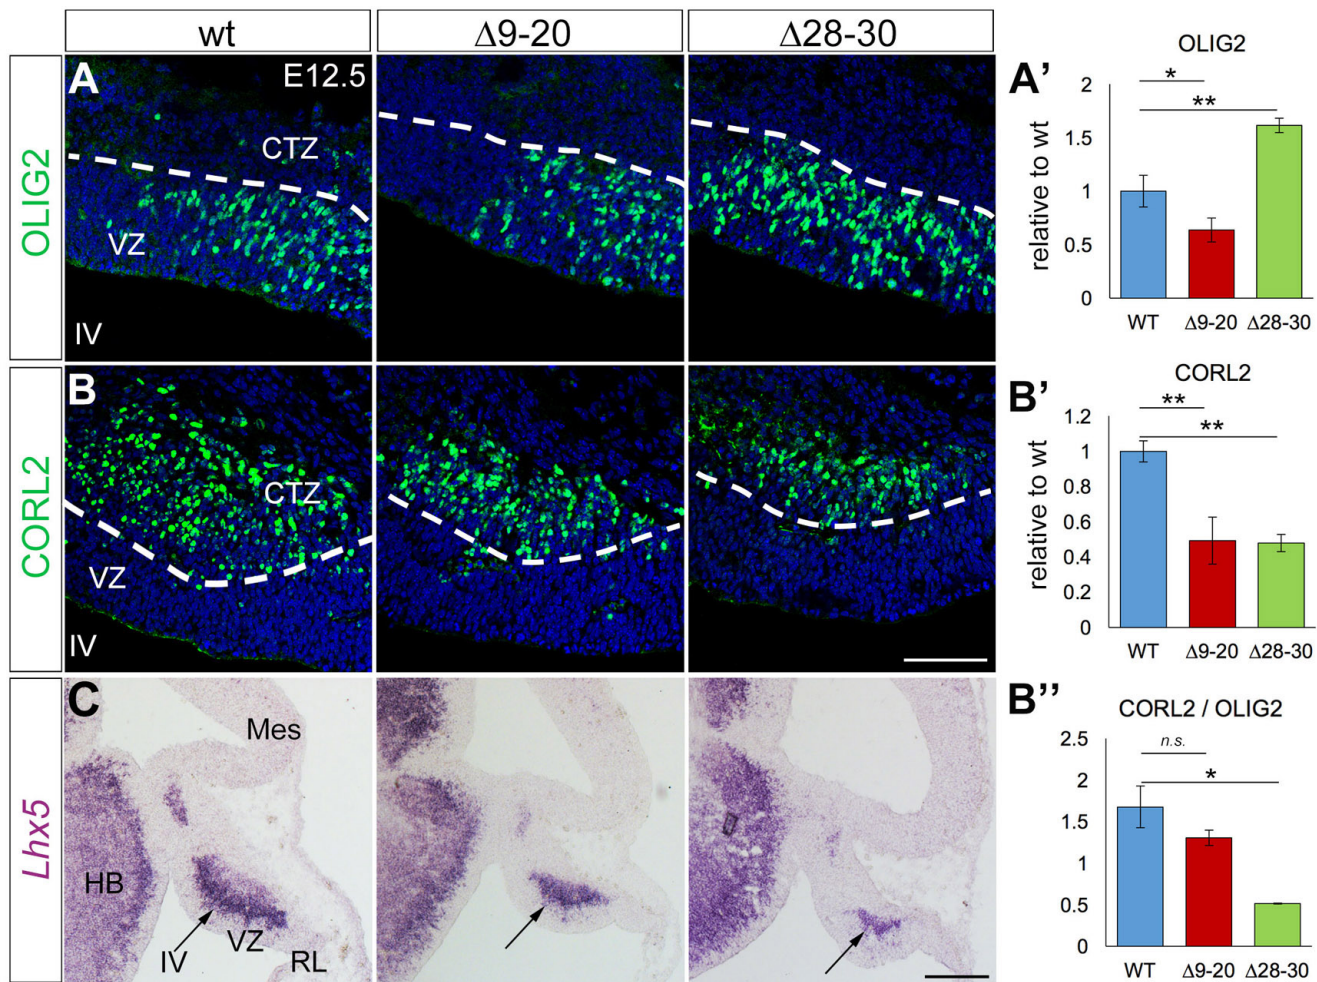 wt
Δ9-20
Δ28-30
OLIG2
A
E12.5
CTZ
VZ
IV
A’
OLIG2
*
**
relative to wt
2
1.5
1
0.5
0
WT
Δ9-20
Δ28-30
CORL2
B
CTZ
VZ
IV
B’
CORL2
**
**
relative to wt
1.2
1
0.8
0.6
0.4
0.2
0
WT
Δ9-20
Δ28-30
Lhx5
C
Mes
HB
IV
VZ
RL
B’’
CORL2 / OLIG2
n.s.
*
2.5
2
1.5
1
0.5
0
WT
Δ9-20
Δ28-30